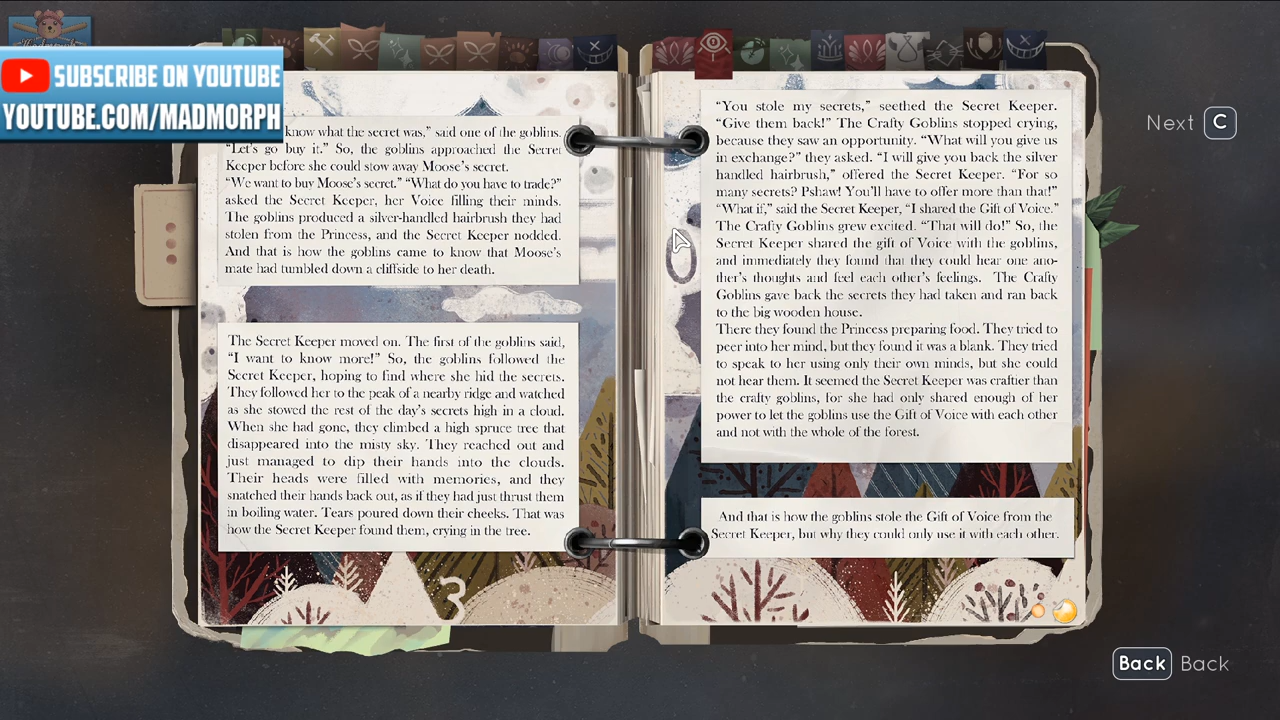 SUBSCRIBE ON YOUTUBE
YOUTUBE.COM/MADMORPH
know what the secret was," said one of the goblins.
"Let's go buy it." So, the goblins approached the Secret
Keeper before she could stow away Moose's secret.
"We want to buy Moose's secret." "What do you have to trade?"
asked the Secret Keeper, her Voice filling their minds.
The goblins produced a silver-handled hairbrush they had
stolen from the Princess, and the Secret Keeper nodded.
And that is how the goblins came to know that Moose's
mate had tumbled down a cliffside to her death.
The Secret Keeper moved on. The first of the goblins said,
"I want to know more!" So, the goblins followed the
Secret Keeper, hoping to find where she hid the secrets.
They followed her to the peak of a nearby ridge and watched
as she stowed the rest of the day's secrets high in a cloud.
When she had gone, they climbed a high spruce tree that
disappeared into the misty sky. They reached out and
just managed to dip their hands into the clouds.
Their heads were filled with memories, and they
snatched their hands back out, as if they had just thrust them
in boiling water. Tears poured down their cheeks. That was
how the Secret Keeper found them, crying in the tree.
3
"You stole my secrets," seethed the Secret Keeper.
"Give them back!" The Crafty Goblins stopped crying,
because they saw an opportunity. "What will you give us
in exchange?" they asked. "I will give you back the silver
handled hairbrush," offered the Secret Keeper. "For so
many secrets? Pshaw! You'll have to offer more than that!"
"What if," said the Secret Keeper, "I shared the Gift of Voice."
The Crafty Goblins grew excited. "That will do!" So, the
Secret Keeper shared the gift of Voice with the goblins,
and immediately they found that they could hear one ano-
ther's thoughts and feel each other's feelings. The Crafty
Goblins gave back the secrets they had taken and ran back
to the big wooden house.
There they found the Princess preparing food. They tried to
peer into her mind, but they found it was a blank. They tried
to speak to her using only their own minds, but she could
not hear them. It seemed the Secret Keeper was craftier than
the crafty goblins, for she had only shared enough of her
power to let the goblins use the Gift of Voice with each other
and not with the whole of the forest.
And that is how the goblins stole the Gift of Voice from the
Secret Keeper, but why they could only use it with each other.
Next C
Back Back